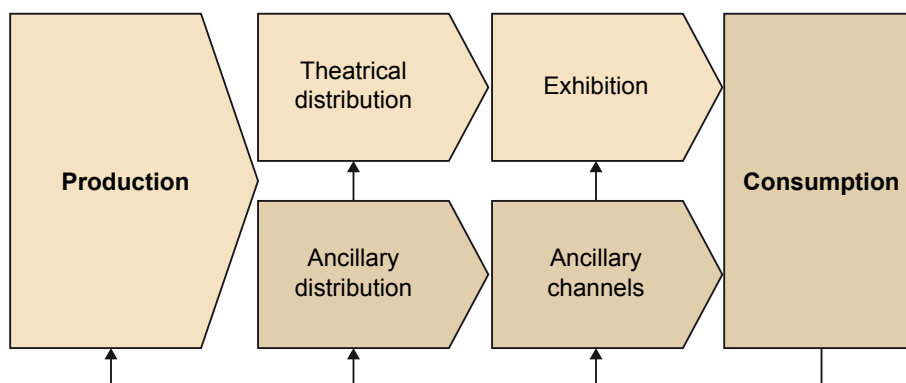 Production
Theatrical
distribution
Exhibition
Ancillary
distribution
Ancillary
channels
Consumption